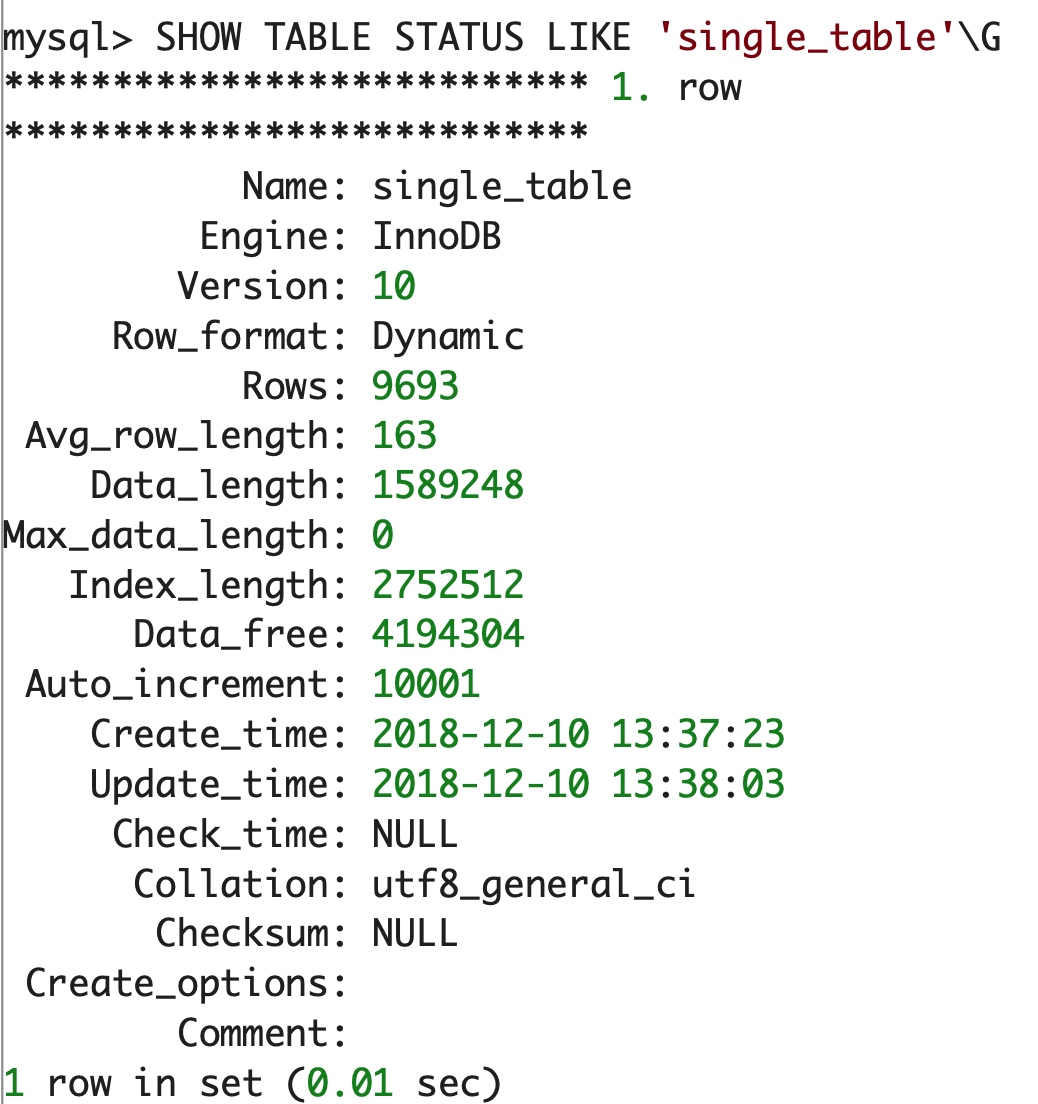 mysql> SHOW TABLE STATUS LIKE 'single_table'\G
*************************** 1. row
***************************
Name: single_table
Engine: InnoDB
Version: 10
Row_format: Dynamic
Rows: 9693
Avg_row_length: 163
Data_length: 1589248
Max_data_length: 0
Index_length: 2752512
Data_free: 4194304
Auto_increment: 10001
Create_time: 2018-12-10 13:37:23
Update_time: 2018-12-10 13:38:03
Check_time: NULL
Collation: utf8_general_ci
Checksum: NULL
Create_options:
Comment:
1 row in set (0.01 sec)